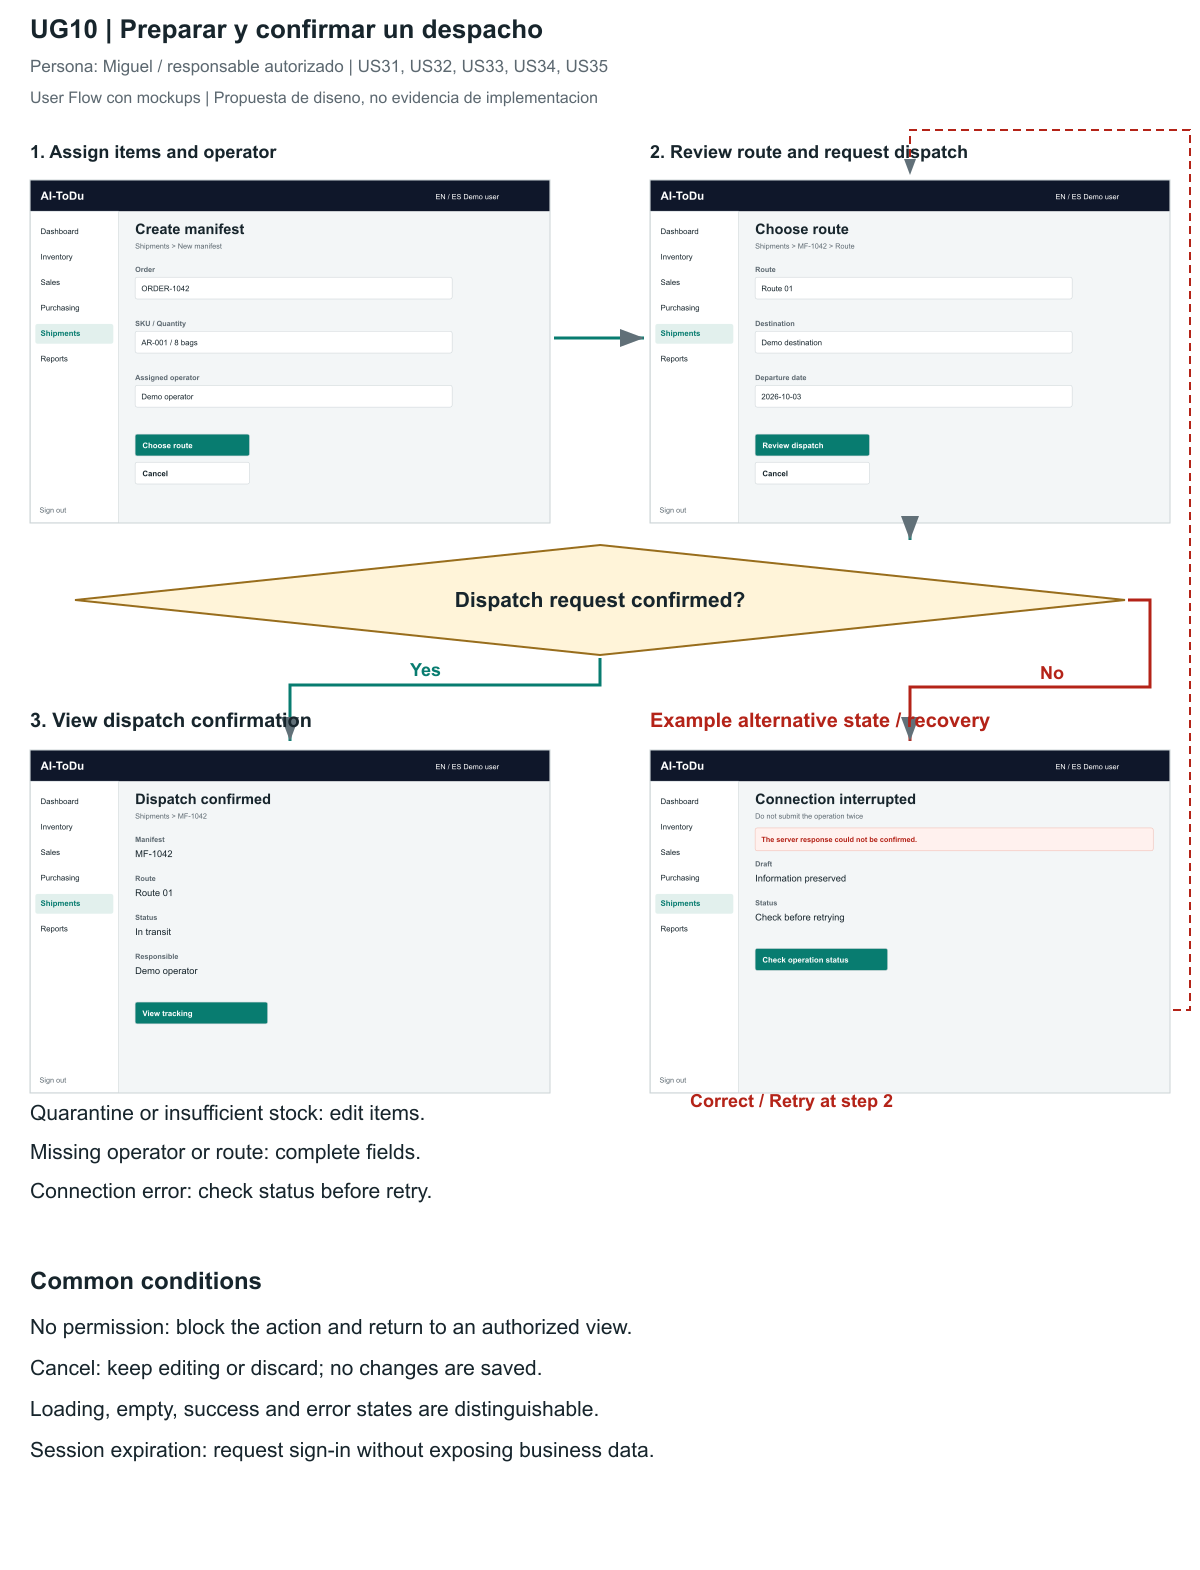 UG10 | Preparar y confirmar un despacho
Persona: Miguel / responsable autorizado | US31, US32, US33, US34, US35
User Flow con mockups | Propuesta de diseno, no evidencia de implementacion
1. Assign items and operator
AI-ToDu
EN / ES Demo user
Dashboard
Inventory
Sales
Purchasing
Shipments
Reports
Sign out
Create manifest
Shipments > New manifest
Order
ORDER-1042
SKU / Quantity
AR-001 / 8 bags
Assigned operator
Demo operator
Choose route
Cancel
2. Review route and request dispatch
AI-ToDu
EN / ES Demo user
Dashboard
Inventory
Sales
Purchasing
Shipments
Reports
Sign out
Choose route
Shipments > MF-1042 > Route
Route
Route 01
Destination
Demo destination
Departure date
2026-10-03
Review dispatch
Cancel
Dispatch request confirmed?
Yes
No
3. View dispatch confirmation
AI-ToDu
EN / ES Demo user
Dashboard
Inventory
Sales
Purchasing
Shipments
Reports
Sign out
Dispatch confirmed
Shipments > MF-1042
Manifest
MF-1042
Route
Route 01
Status
In transit
Responsible
Demo operator
View tracking
Example alternative state / recovery
AI-ToDu
EN / ES Demo user
Dashboard
Inventory
Sales
Purchasing
Shipments
Reports
Sign out
Connection interrupted
Do not submit the operation twice
The server response could not be confirmed.
Draft
Information preserved
Status
Check before retrying
Check operation status
Correct / Retry at step 2
Quarantine or insufficient stock: edit items.
Missing operator or route: complete fields.
Connection error: check status before retry.
Common conditions
No permission: block the action and return to an authorized view.
Cancel: keep editing or discard; no changes are saved.
Loading, empty, success and error states are distinguishable.
Session expiration: request sign-in without exposing business data.